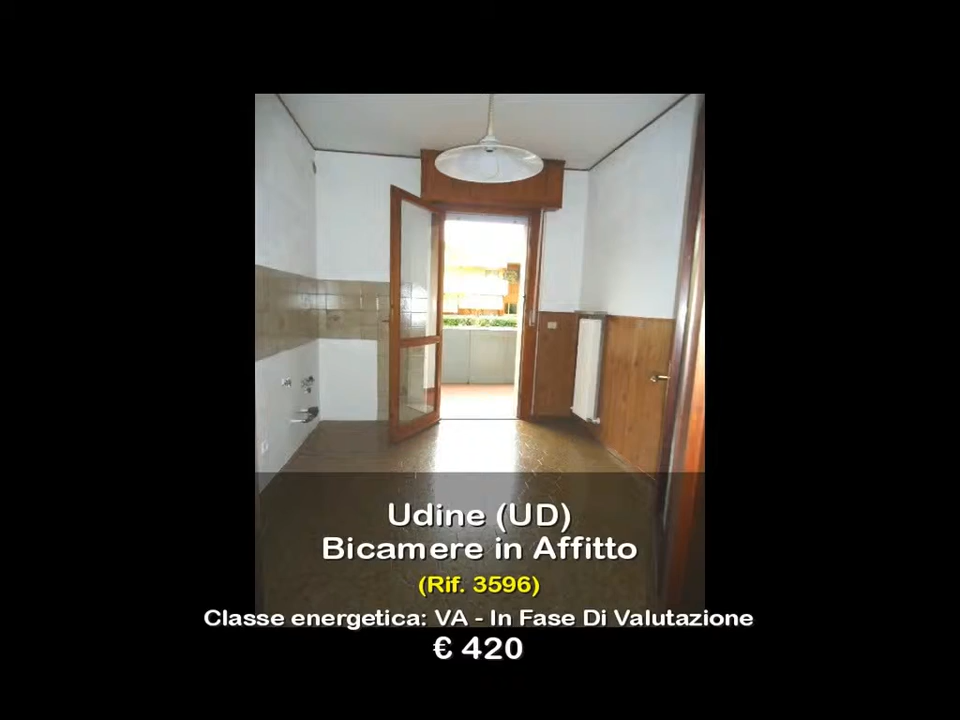 Udine (UD)
Bicamere in Affitto
(Rif. 3596)
Classe energetica: VA - In Fase Di Valutazione
€ 420